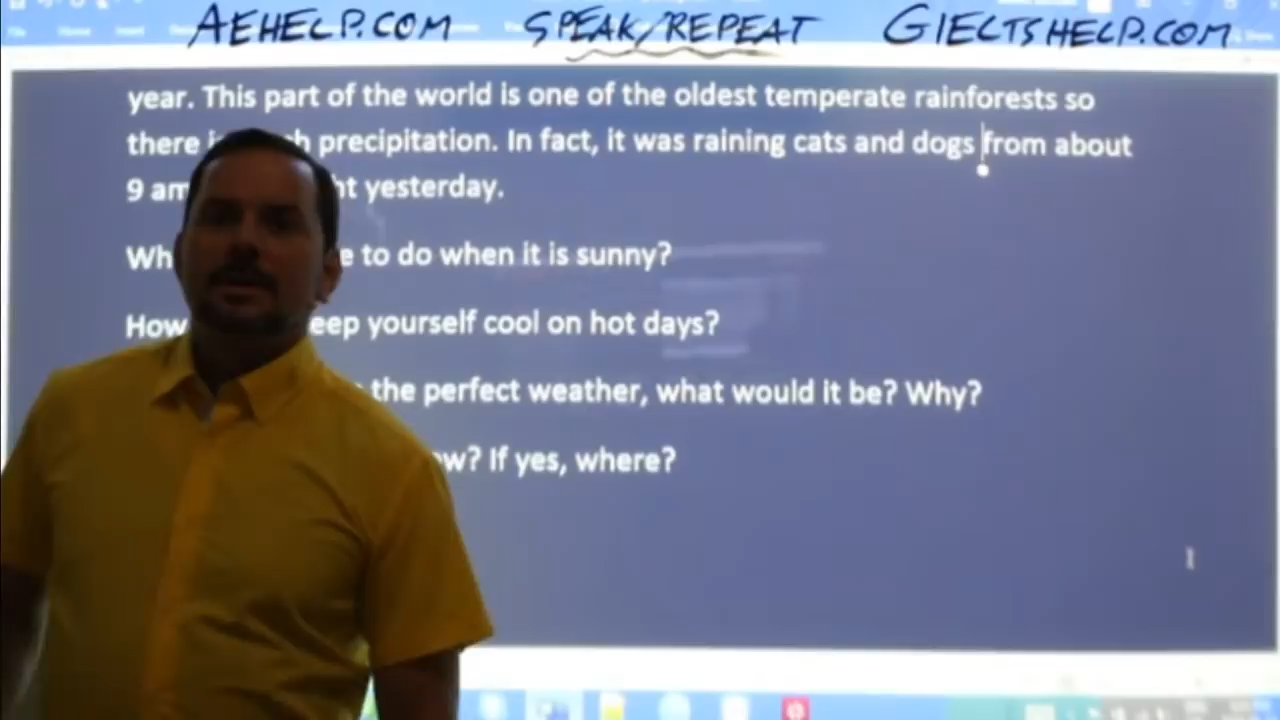 AEHELP.COM SPEAK/REPEAT GIELTSHELP.COM
year. This part of the world is one of the oldest temperate rainforests so
there precipitation. In fact, it was raining cats and dogs from about
9 am yesterday.
to do when it is sunny?
How yourself cool on hot days?
the perfect weather, what would it be? Why?
If yes, where?